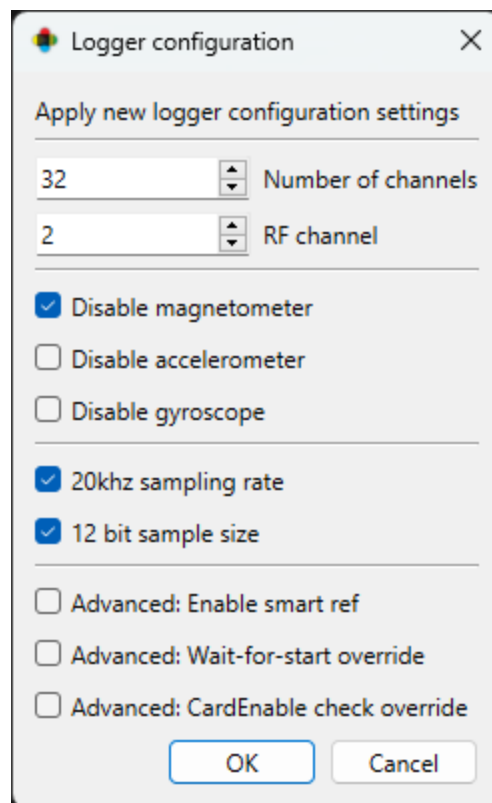 Logger configuration
Apply new logger configuration settings
32 Number of channels
2 RF channel
Disable magnetometer
Disable accelerometer
Disable gyroscope
20khz sampling rate
12 bit sample size
Advanced: Enable smart ref
Advanced: Wait-for-start override
Advanced: CardEnable check override
OK Cancel